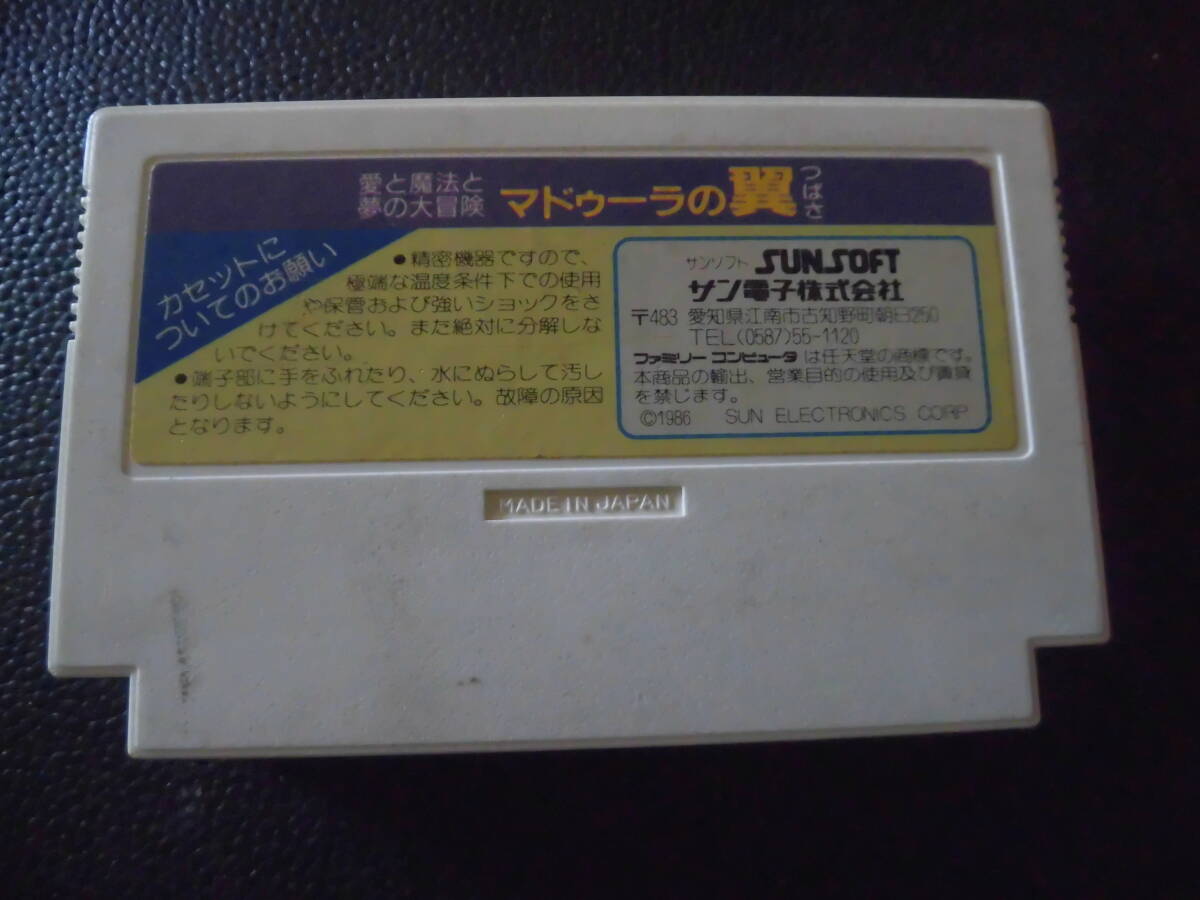 愛と魔法と
夢の大冒険
マドゥーラの翼
つばさ
カセットに
ついてのお願い
●精密機器ですので、
極端な温度条件下での使用
や保管および強いショックをさ
けてください。また絶対に分解しな
いでください。
●端子部に手をふれたり、水にぬらして汚し
たりしないようにしてください。故障の原因
となります。
サンソフト SUNSOFT
サン電子株式会社
〒483 愛知県江南市古知野町朝日250
TEL(0587)55-1120
ファミリーコンピュータは任天堂の商標です。
本商品の輸出、営業目的の使用及び賃貸
を禁じます。
©1986 SUN ELECTRONICS CORP
MADE IN JAPAN